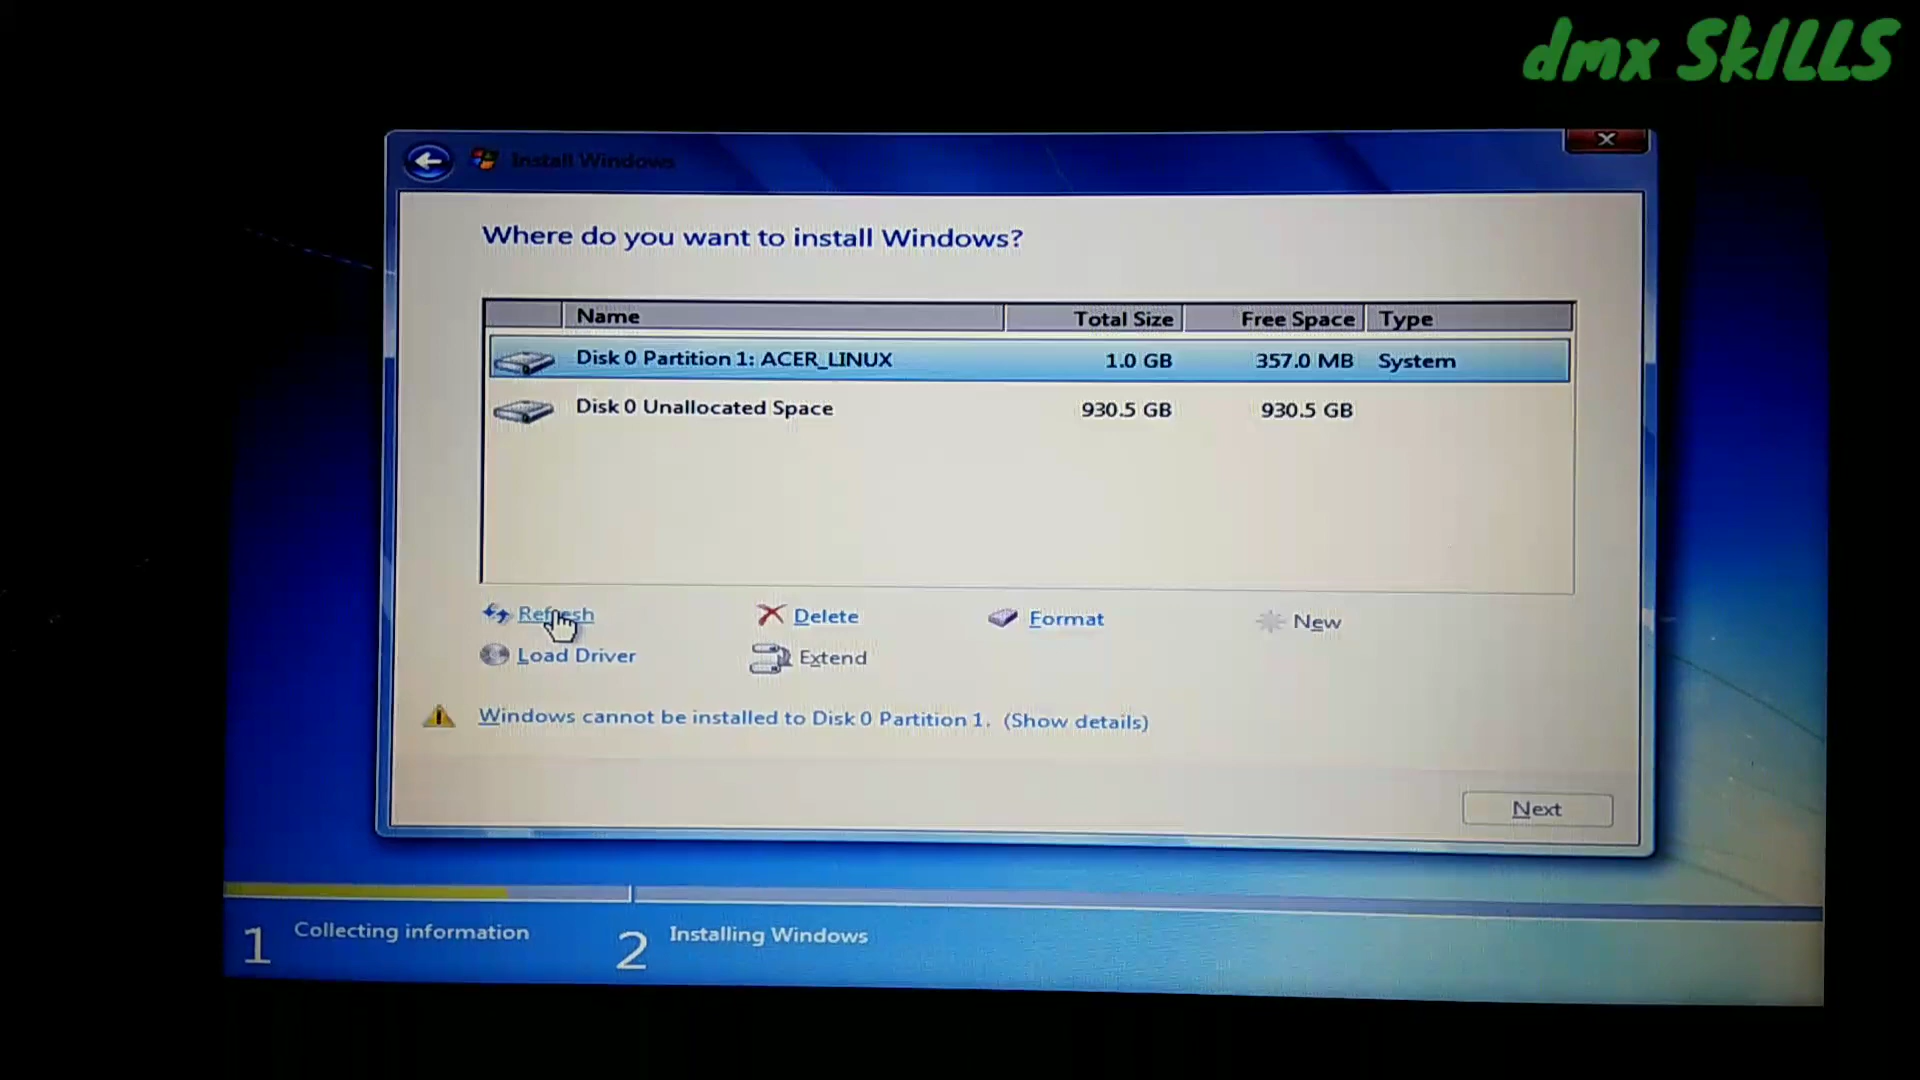 dmx SkILLS
Install Windows
Where do you want to install Windows?
Name Total Size Free Space Type
Disk 0 Partition 1: ACER_LINUX 1.0 GB 357.0 MB System
Disk 0 Unallocated Space 930.5 GB 930.5 GB
Refresh Delete Format New
Load Driver Extend
Windows cannot be installed to Disk 0 Partition 1. (Show details)
Next
1 Collecting information 2 Installing Windows